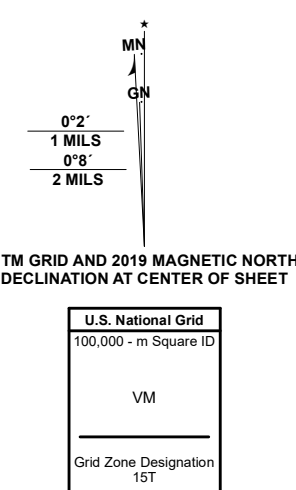 ★
MN
GN
0°2´
1 MILS
0°8´
2 MILS
TM GRID AND 2019 MAGNETIC NORTH
DECLINATION AT CENTER OF SHEET
U.S. National Grid
100,000 - m Square ID
VM
Grid Zone Designation
15T